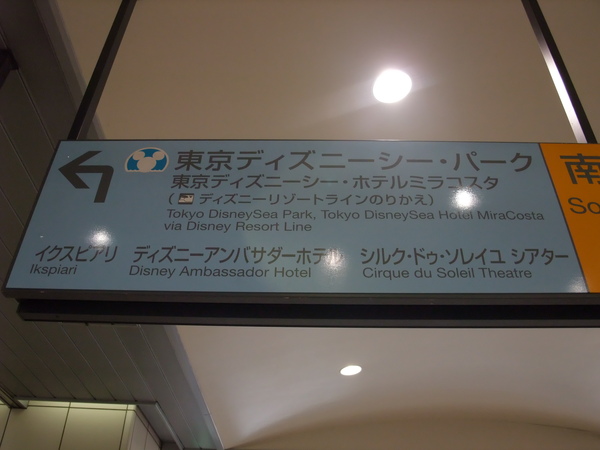 東京ディズニーシー・パーク
東京ディズニーシー・ホテルミラコスタ
(ディズニーリゾートラインのりかえ)
Tokyo DisneySea Park, Tokyo DisneySea Hotel MiraCosta
via Disney Resort Line
イクスピアリ ディズニーアンバサダーホテル シルク・ドゥ・ソレイユ シアター
Ikspiari Disney Ambassador Hotel Cirque du Soleil Theatre
南
So